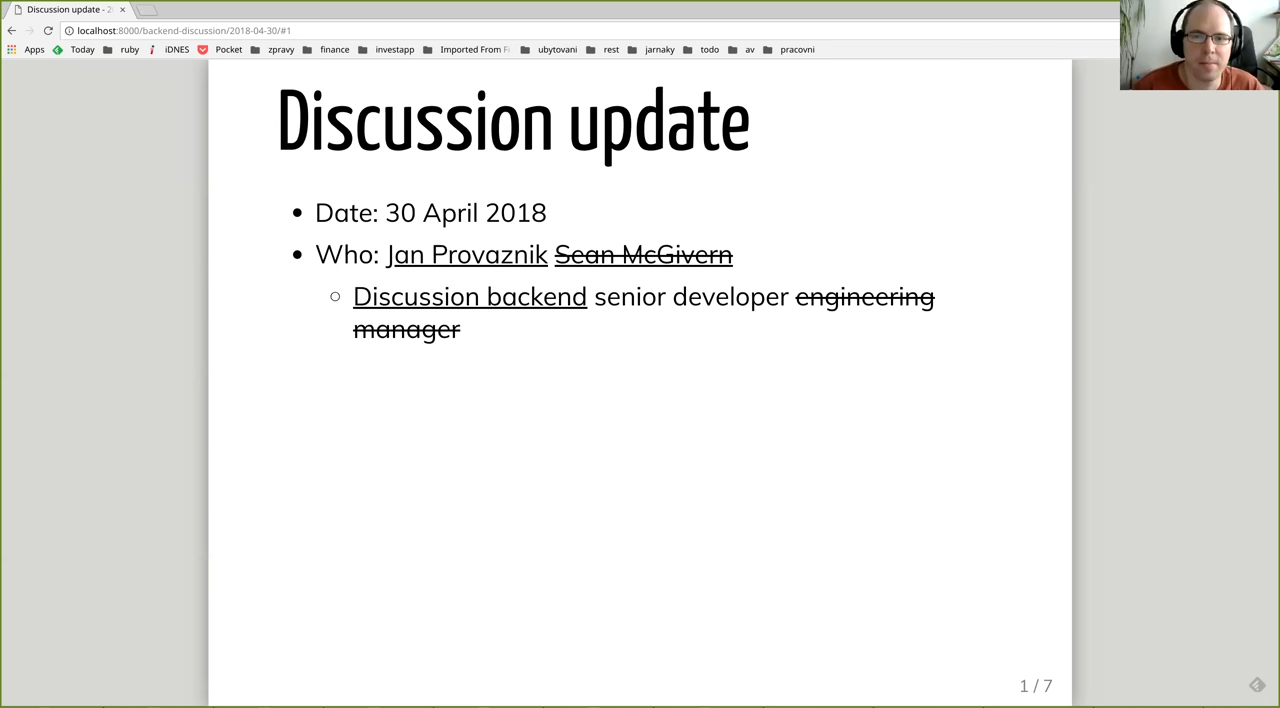 Discussion update - 2
localhost:8000/backend-discussion/2018-04-30/#1
Apps Today ruby iDNES Pocket zpravy finance investapp Imported From Fi ubytovani rest jarnaky todo av pracovni
Discussion update
Date: 30 April 2018
Who: Jan Provaznik Sean McGivern
Discussion backend senior developer engineering
manager
1 / 7